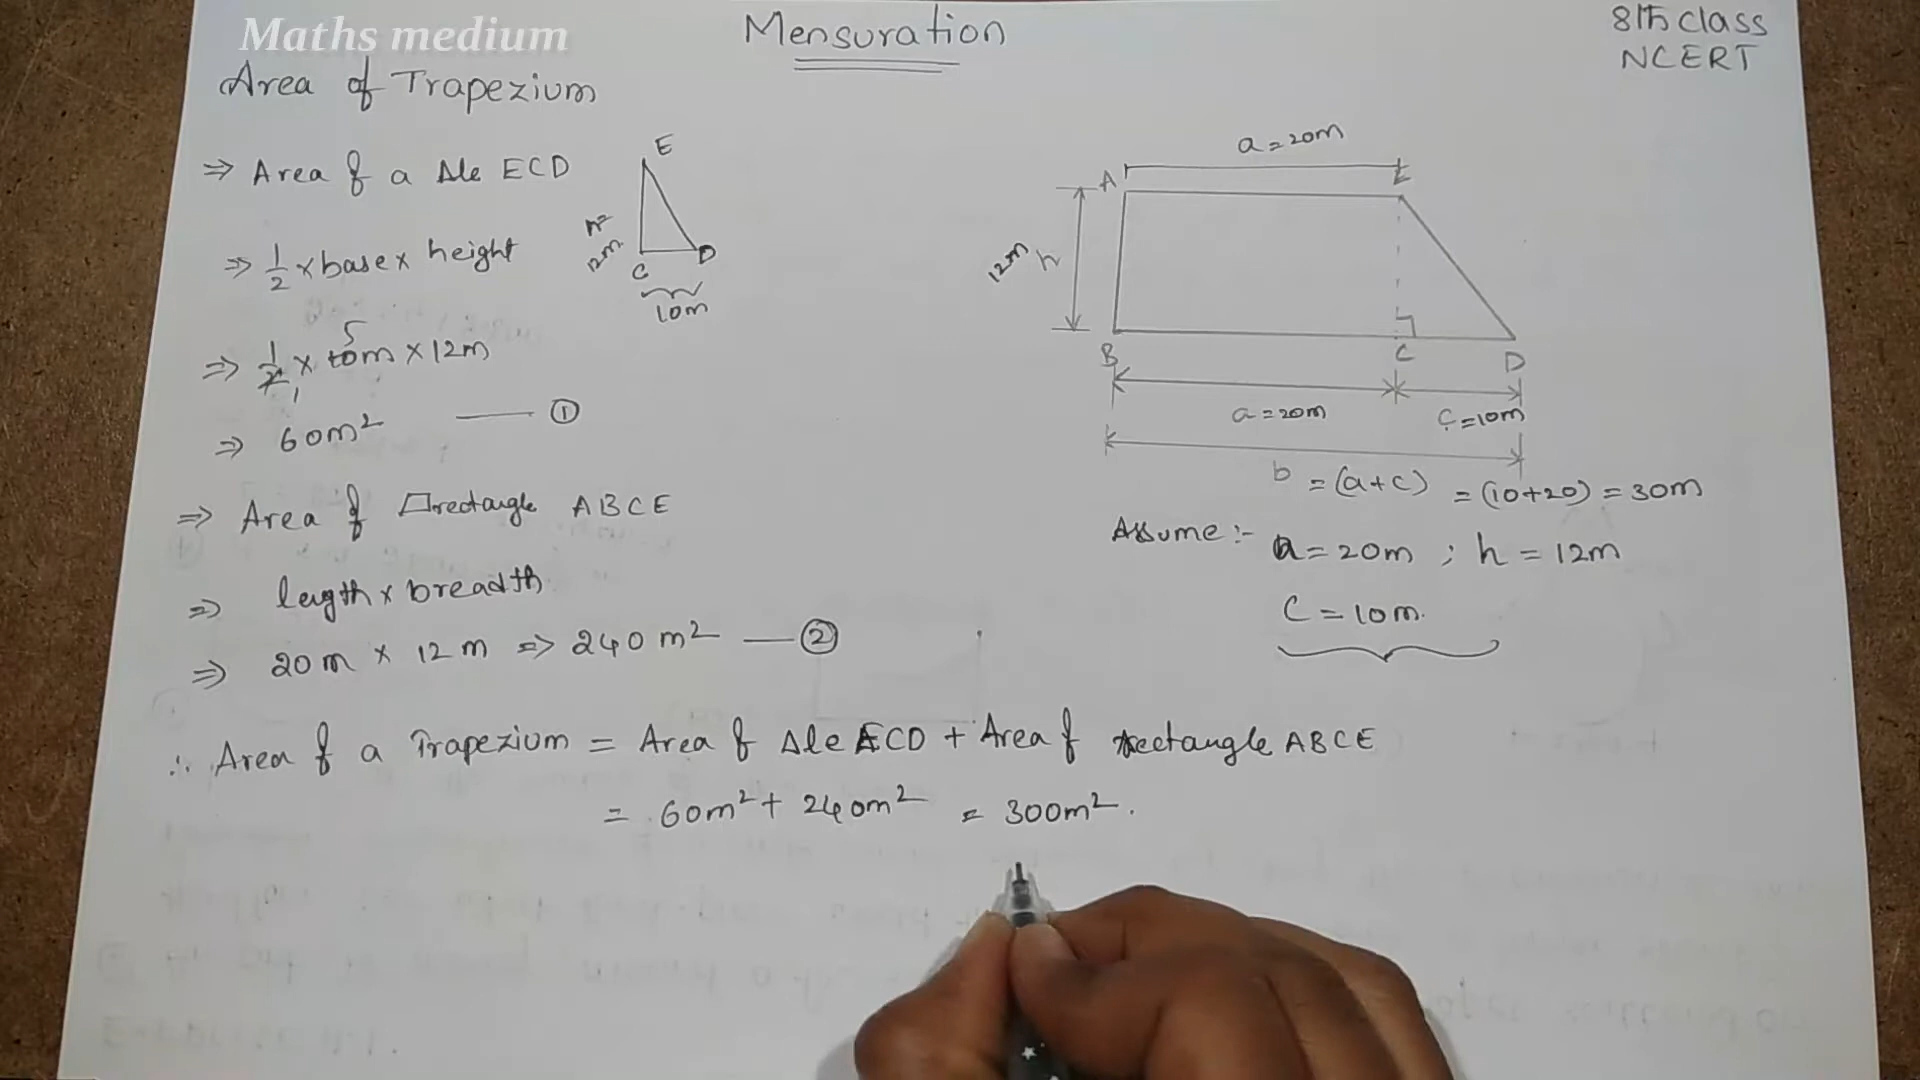 Maths medium
Mensuration
8th class
NCERT
Area of Trapezium
⇒ Area of a Δle ECD
⇒ 1/2 × base × height
⇒ 1/2 × 10m × 12m
5
1
⇒ 60m² —— ①
E
12m
C
D
10m
⇒ Area of ▭rectangle ABCE
⇒ length × breadth
⇒ 20m × 12m ⇒ 240m² — ②
∴ Area of a Trapezium = Area of Δle ECD + Area of rectangle ABCE
= 60m² + 240m² = 300m².
a = 20m
A
E
12m
h
B
C
D
a = 20m
c = 10m
b = (a+c) = (10+20) = 30m
Assume :- a = 20m ; h = 12m
C = 10m.